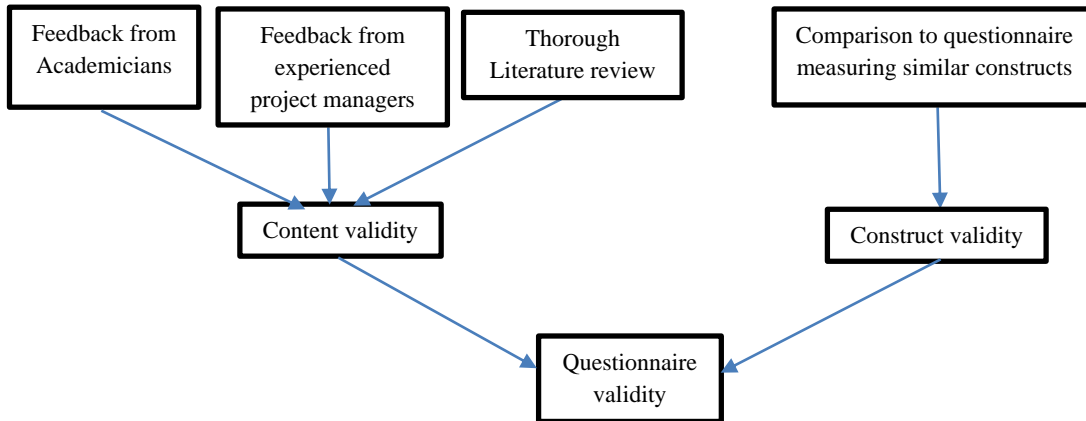 Feedback from
Academicians
Feedback from
experienced
project managers
Thorough
Literature review
Comparison to questionnaire
measuring similar constructs
Content validity
Construct validity
Questionnaire
validity